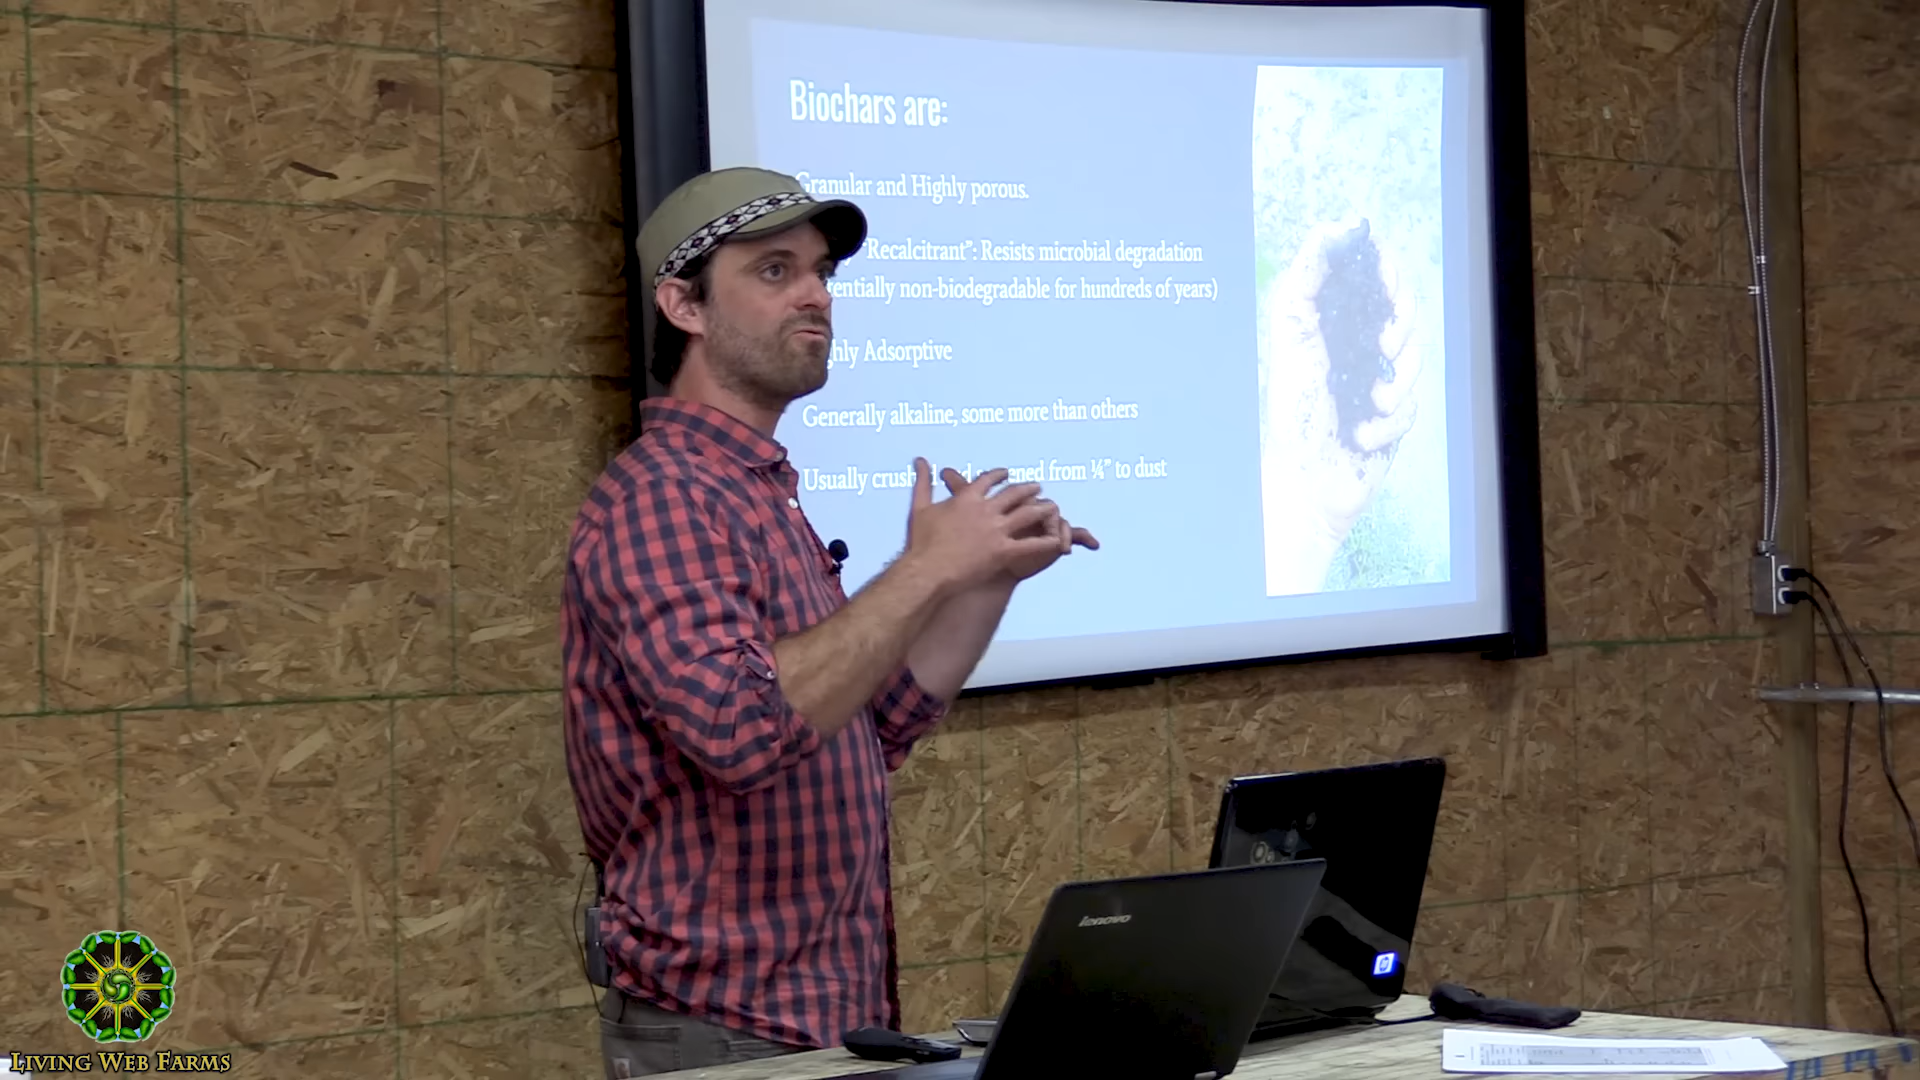 Biochars are:
Granular and Highly porous.
"Recalcitrant": Resists microbial degradation
non-biodegradable for hundreds of years)
Adsorptive
Generally alkaline, some more than others
Usually from ¼" to dust
lenovo
hp
LIVING WEB FARMS